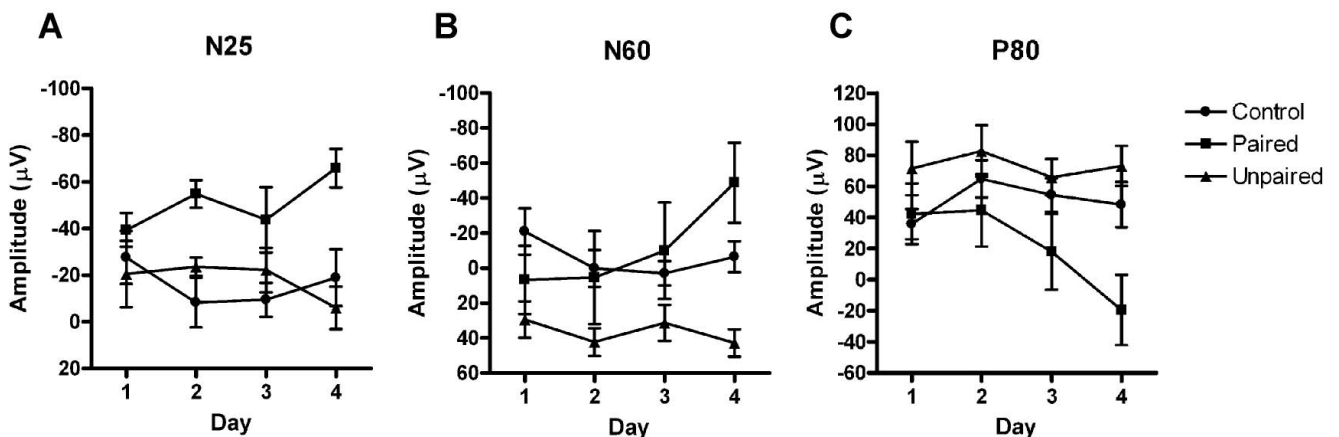 A
N25
Amplitude (μV)
-100
-80
-60
-40
-20
0
20
1 2 3 4
Day
B
N60
Amplitude (μV)
-100
-80
-60
-40
-20
0
20
40
60
1 2 3 4
Day
C
P80
Amplitude (μV)
120
100
80
60
40
20
0
-20
-40
-60
1 2 3 4
Day
Control
Paired
Unpaired